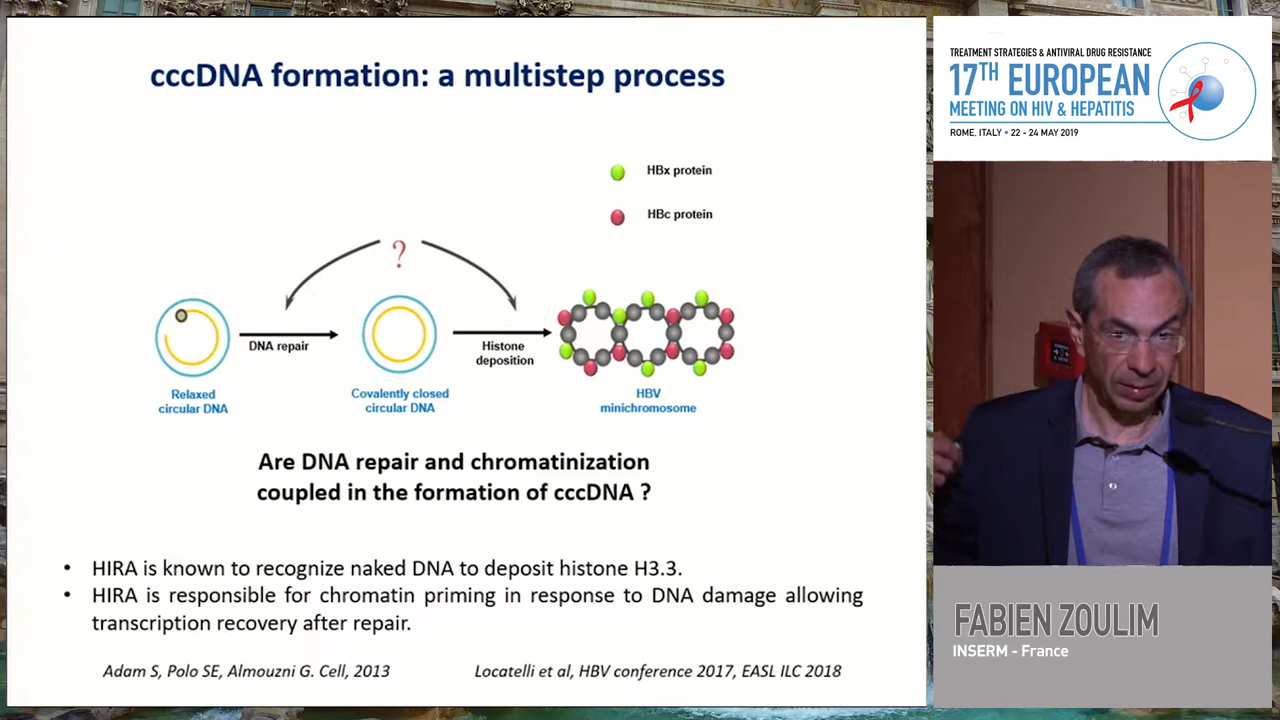 cccDNA formation: a multistep process
HBx protein
HBc protein
?
DNA repair
Histone
deposition
Relaxed
circular DNA
Covalently closed
circular DNA
HBV
minichromosome
Are DNA repair and chromatinization
coupled in the formation of cccDNA ?
• HIRA is known to recognize naked DNA to deposit histone H3.3.
• HIRA is responsible for chromatin priming in response to DNA damage allowing
transcription recovery after repair.
Adam S, Polo SE, Almouzni G. Cell, 2013
Locatelli et al, HBV conference 2017, EASL ILC 2018
TREATMENT STRATEGIES & ANTIVIRAL DRUG RESISTANCE
17TH EUROPEAN
MEETING ON HIV & HEPATITIS
ROME, ITALY • 22 - 24 MAY 2019
FABIEN ZOULIM
INSERM - France